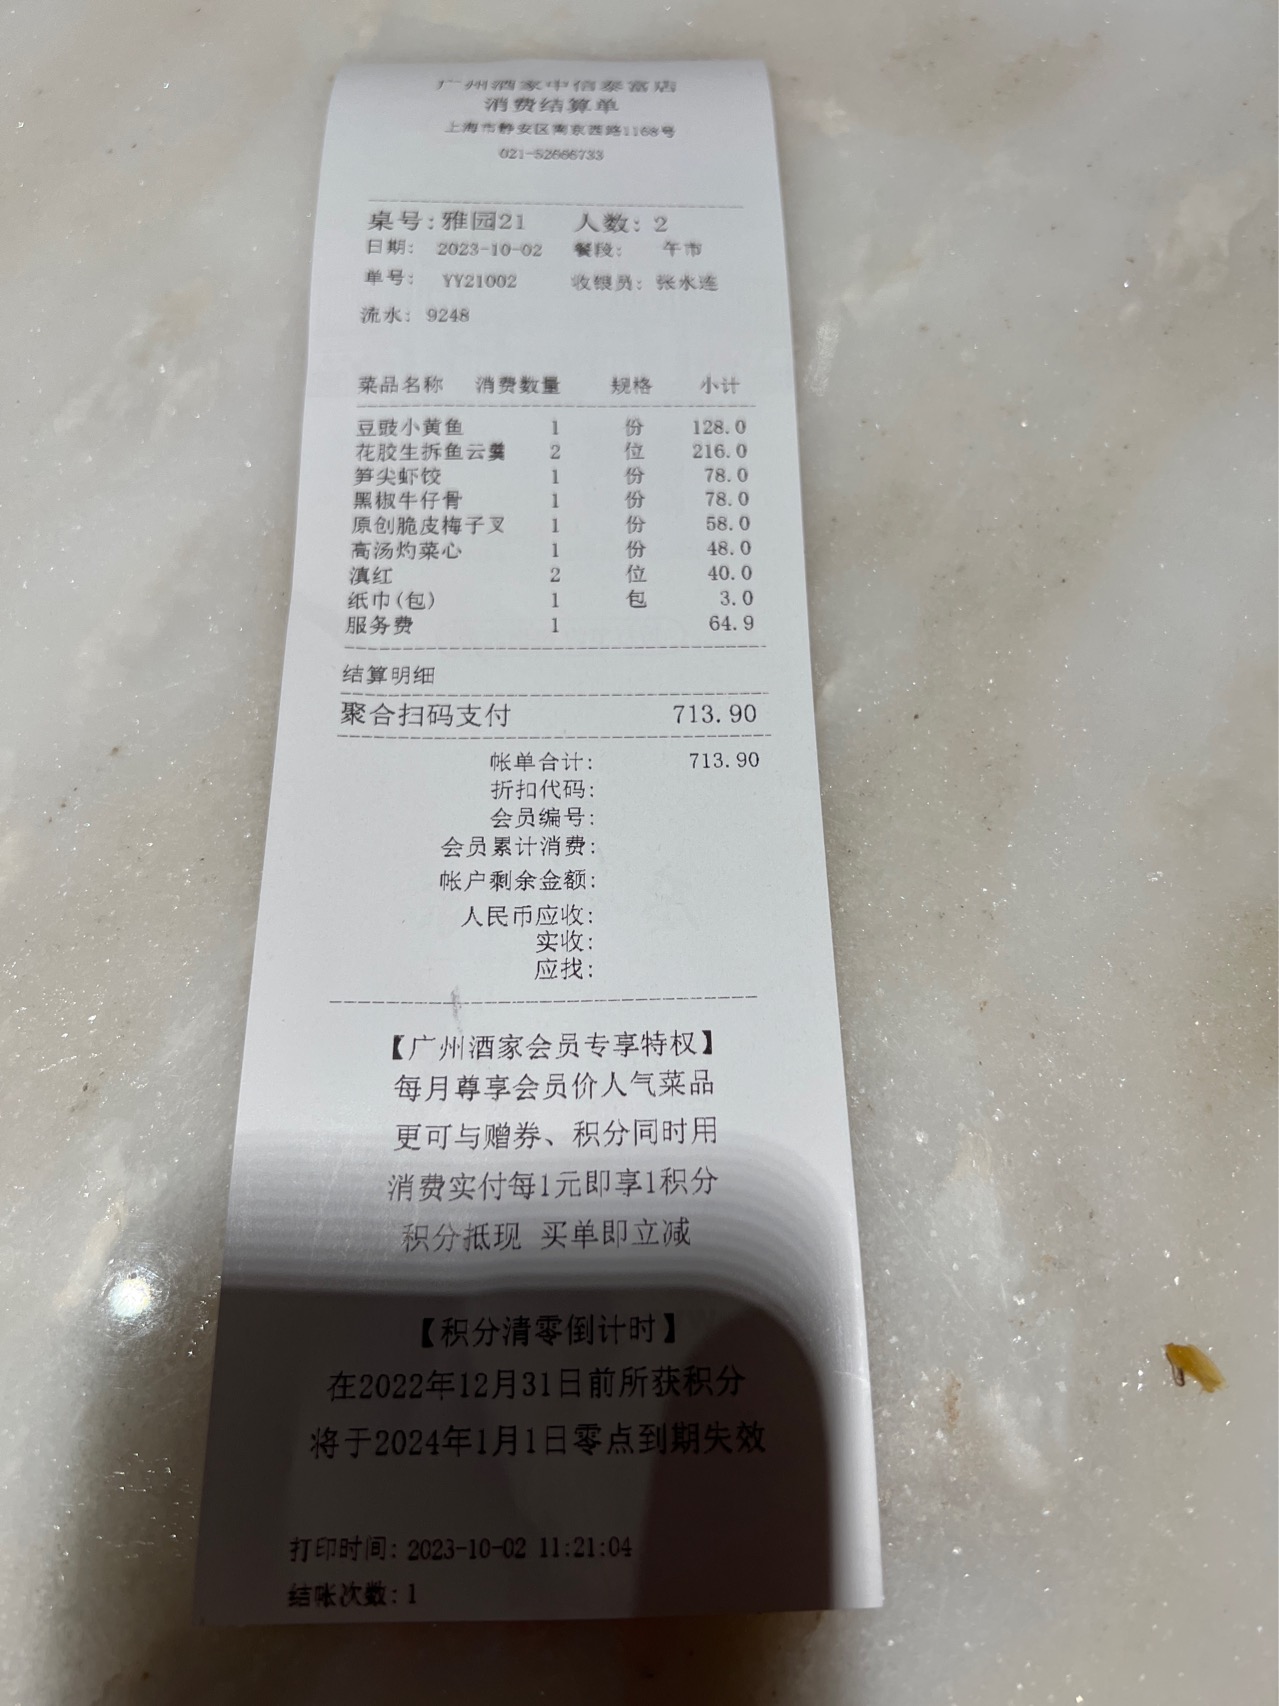 广州酒家中信泰富店
消费结算单
上海市静安区南京西路1168号
021-52666733
桌号:雅园21 人数: 2
日期: 2023-10-02 餐段: 午市
单号: YY21002 收银员: 张水莲
流水: 9248
菜品名称 消费数量 规格 小计
豆豉小黄鱼 1 份 128.0
花胶生拆鱼云羹 2 位 216.0
笋尖虾饺 1 份 78.0
黑椒牛仔骨 1 份 78.0
原创脆皮梅子叉 1 份 58.0
高汤灼菜心 1 份 48.0
滇红 2 位 40.0
纸巾(包) 1 包 3.0
服务费 1 64.9
结算明细
聚合扫码支付 713.90
帐单合计: 713.90
折扣代码:
会员编号:
会员累计消费:
帐户剩余金额:
人民币应收:
实收:
应找:
【广州酒家会员专享特权】
每月尊享会员价人气菜品
更可与赠券、积分同时用
消费实付每1元即享1积分
积分抵现 买单即立减
【积分清零倒计时】
在2022年12月31日前所获积分
将于2024年1月1日零点到期失效
打印时间: 2023-10-02 11:21:04
结帐次数: 1